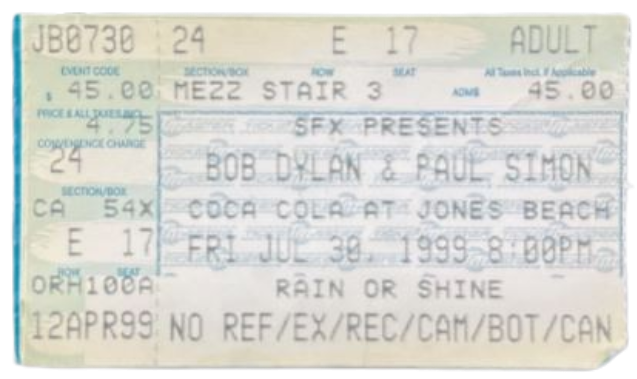 JB0730 24 E 17 ADULT
EVENT CODE SECTION/BOX ROW SEAT All Taxes Incl. If Applicable
$ 45.00 MEZZ STAIR 3 ADMS 45.00
PRICE & ALL TAXES INCL.
4.75 SFX PRESENTS
CONVENIENCE CHARGE
24 BOB DYLAN & PAUL SIMON
SECTION/BOX
CA 54X COCA COLA AT JONES BEACH
E 17 FRI JUL 30, 1999 8:00PM
ROW SEAT
ORH100A RAIN OR SHINE
12APR99 NO REF/EX/REC/CAM/BOT/CAN